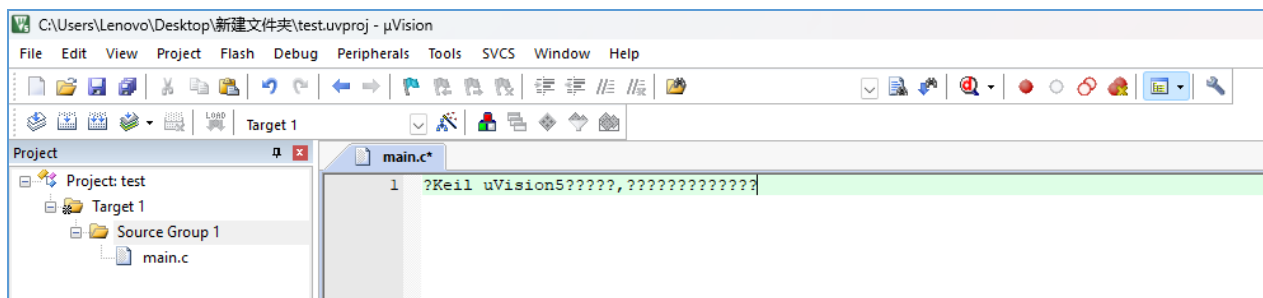 C:\Users\Lenovo\Desktop\新建文件夹\test.uvproj - µVision
File Edit View Project Flash Debug Peripherals Tools SVCS Window Help
LOAD Target 1
Project
main.c*
Project: test
1 ?Keil uVision5?????,?????????????
Target 1
Source Group 1
main.c